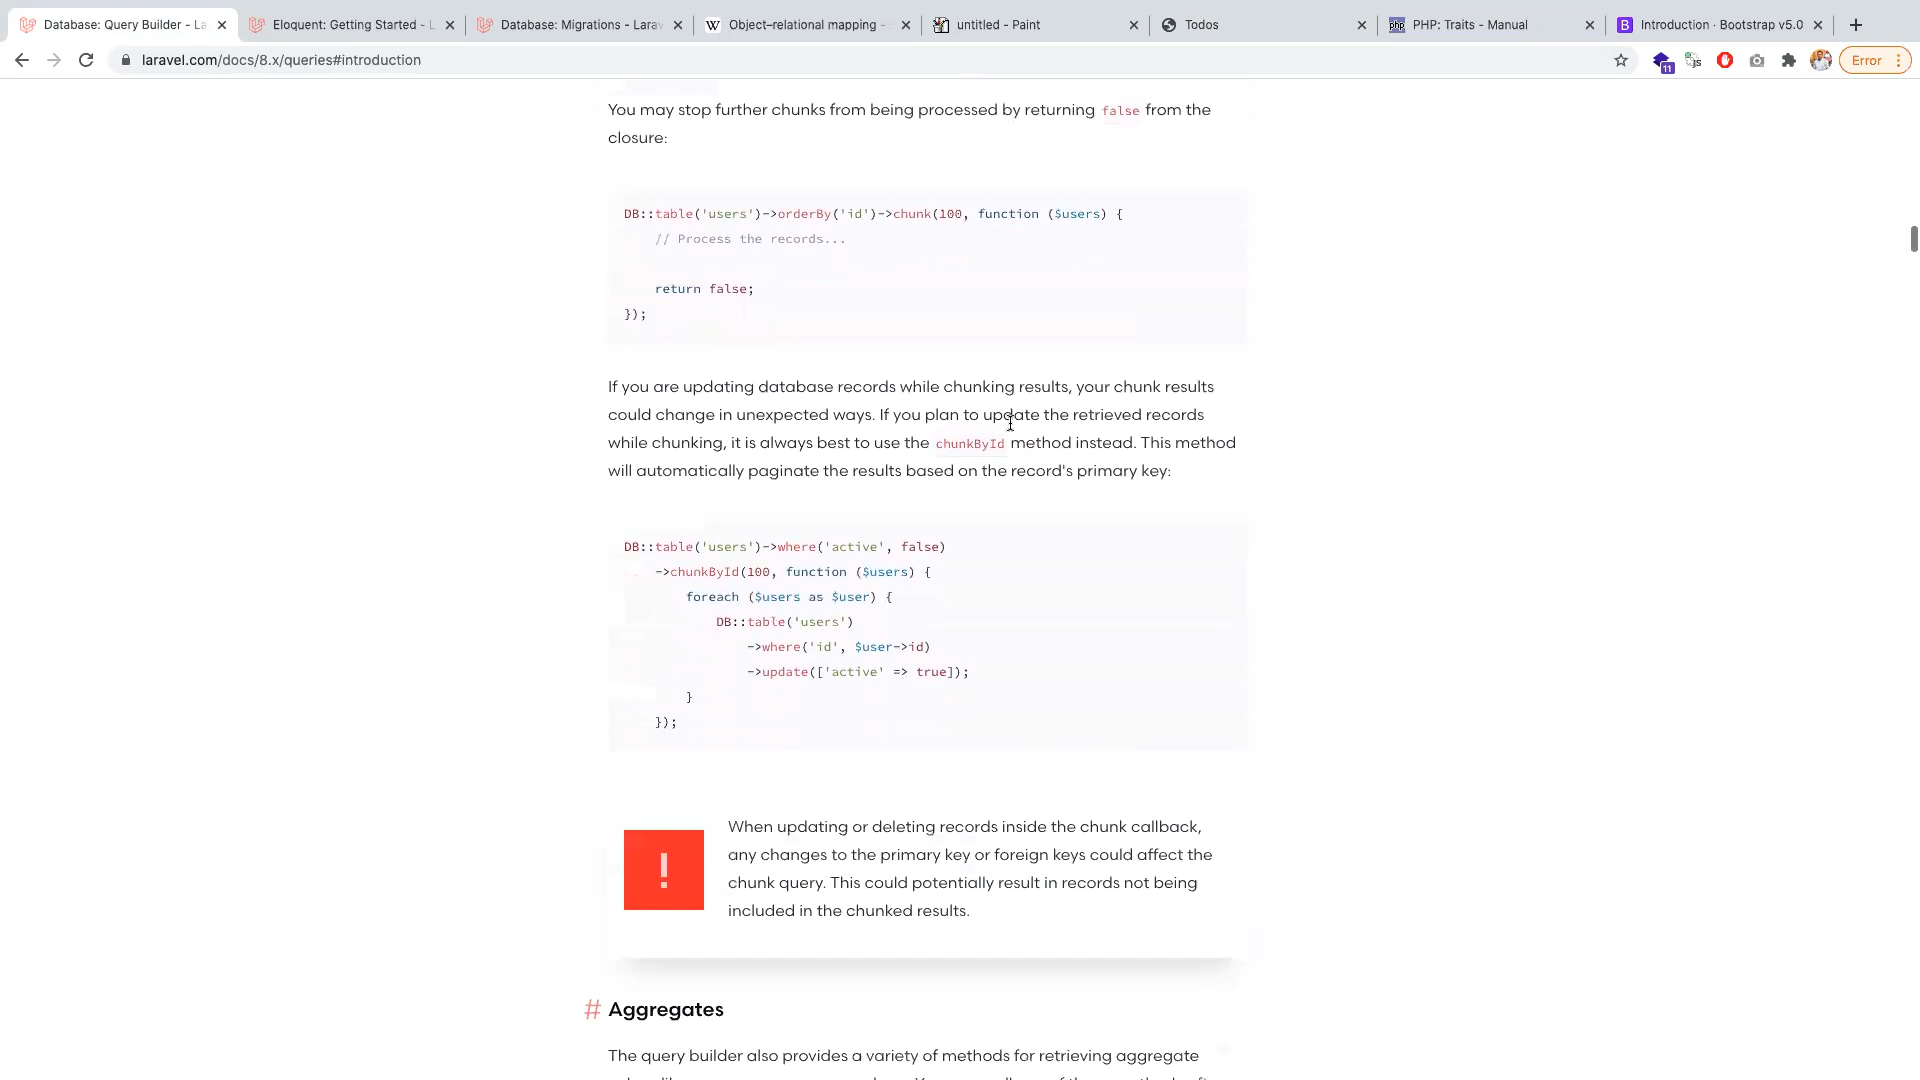 Database: Query Builder - La
Eloquent: Getting Started - L
Database: Migrations - Larav
Object–relational mapping -
untitled - Paint
Todos
PHP: Traits - Manual
Introduction · Bootstrap v5.0
laravel.com/docs/8.x/queries#introduction
11
JS
Error
You may stop further chunks from being processed by returning false from the
closure:
DB::table('users')->orderBy('id')->chunk(100, function ($users) {
// Process the records...
return false;
});
If you are updating database records while chunking results, your chunk results
could change in unexpected ways. If you plan to update the retrieved records
while chunking, it is always best to use the chunkById method instead. This method
will automatically paginate the results based on the record's primary key:
DB::table('users')->where('active', false)
->chunkById(100, function ($users) {
foreach ($users as $user) {
DB::table('users')
->where('id', $user->id)
->update(['active' => true]);
}
});
!
When updating or deleting records inside the chunk callback,
any changes to the primary key or foreign keys could affect the
chunk query. This could potentially result in records not being
included in the chunked results.
# Aggregates
The query builder also provides a variety of methods for retrieving aggregate